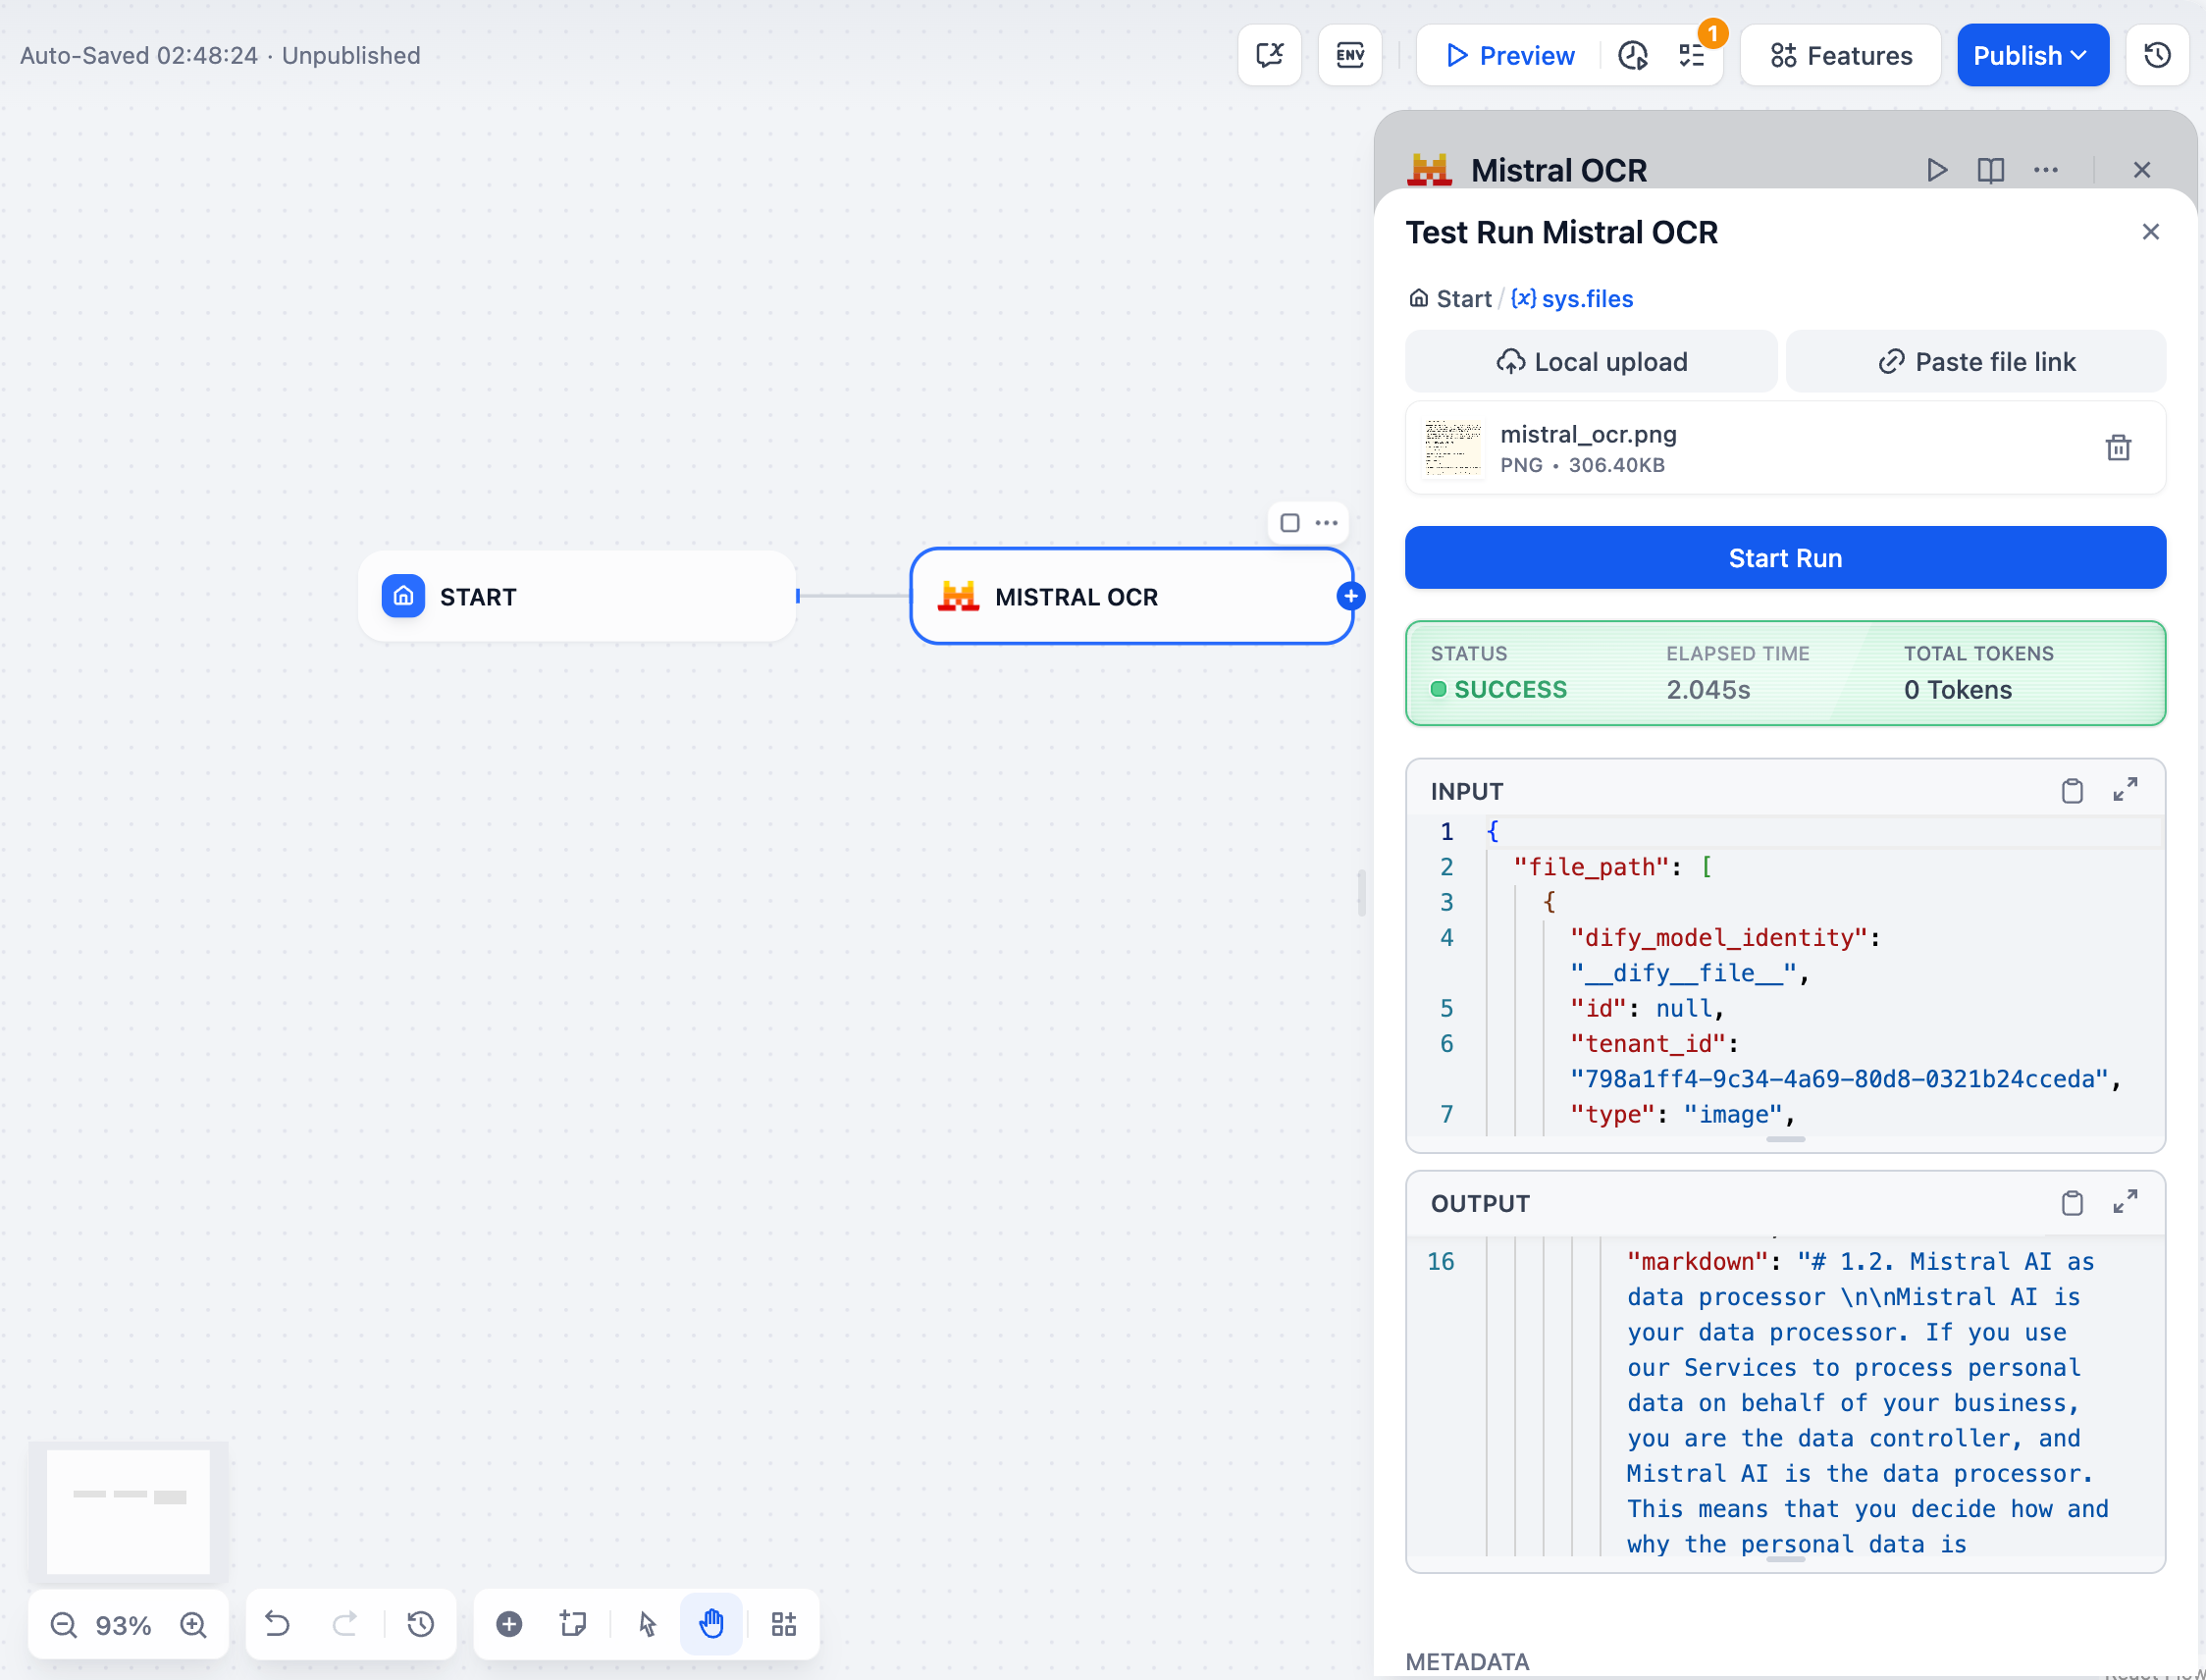 Auto-Saved 02:48:24 · Unpublished
ENV
Preview
1
Features
Publish
Mistral OCR
Test Run Mistral OCR
Start / {x} sys.files
Local upload
Paste file link
mistral_ocr.png
PNG • 306.40KB
START
MISTRAL OCR
Start Run
STATUS ELAPSED TIME TOTAL TOKENS
SUCCESS 2.045s 0 Tokens
INPUT
1 {
2 "file_path": [
3 {
4 "dify_model_identity":
"__dify__file__",
5 "id": null,
6 "tenant_id":
"798a1ff4-9c34-4a69-80d8-0321b24cceda",
7 "type": "image",
OUTPUT
16 "markdown": "# 1.2. Mistral AI as
data processor \n\nMistral AI is
your data processor. If you use
our Services to process personal
data on behalf of your business,
you are the data controller, and
Mistral AI is the data processor.
This means that you decide how and
why the personal data is
93%
METADATA